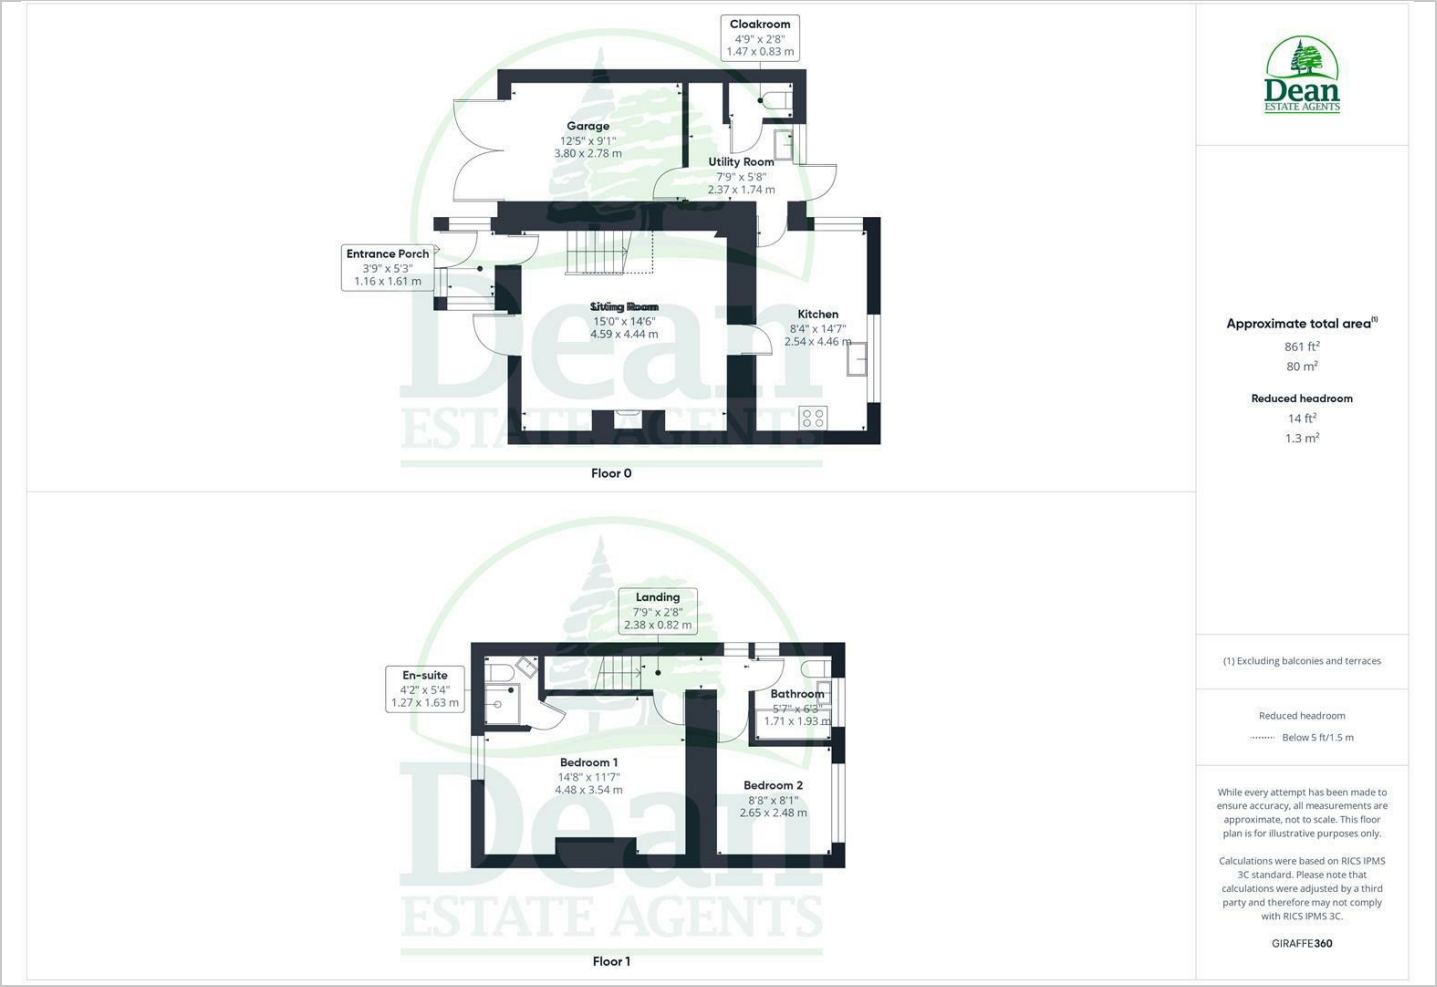 Cloakroom
4'9" x 2'8"
1.47 x 0.83 m
Garage
12'5" x 9'1"
3.80 x 2.78 m
Utility Room
7'9" x 5'8"
2.37 x 1.74 m
Entrance Porch
3'9" x 5'3"
1.16 x 1.61 m
Sitting Room
15'0" x 14'6"
4.59 x 4.44 m
Kitchen
8'4" x 14'7"
2.54 x 4.46 m
Dean
ESTATE AGENTS
Floor 0
Landing
7'9" x 2'8"
2.38 x 0.82 m
En-suite
4'2" x 5'4"
1.27 x 1.63 m
Bathroom
5'7" x 6'3"
1.71 x 1.93 m
Bedroom 1
14'8" x 11'7"
4.48 x 3.54 m
Bedroom 2
8'8" x 8'1"
2.65 x 2.48 m
Dean
ESTATE AGENTS
Floor 1
Dean
ESTATE AGENTS
Approximate total area(1)
861 ft²
80 m²
Reduced headroom
14 ft²
1.3 m²
(1) Excluding balconies and terraces
Reduced headroom
Below 5 ft/1.5 m
While every attempt has been made to
ensure accuracy, all measurements are
approximate, not to scale. This floor
plan is for illustrative purposes only.
Calculations were based on RICS IPMS
3C standard. Please note that
calculations were adjusted by a third
party and therefore may not comply
with RICS IPMS 3C.
GIRAFFE360